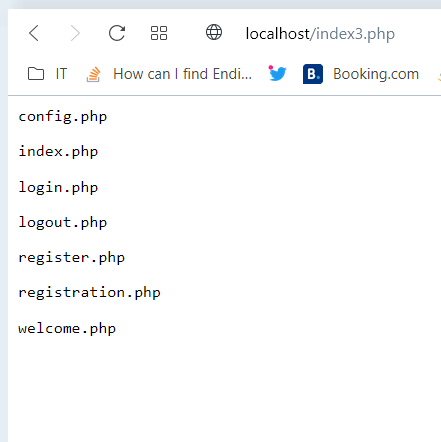 localhost/index3.php
IT How can I find Endi... B. Booking.com
config.php
index.php
login.php
logout.php
register.php
registration.php
welcome.php